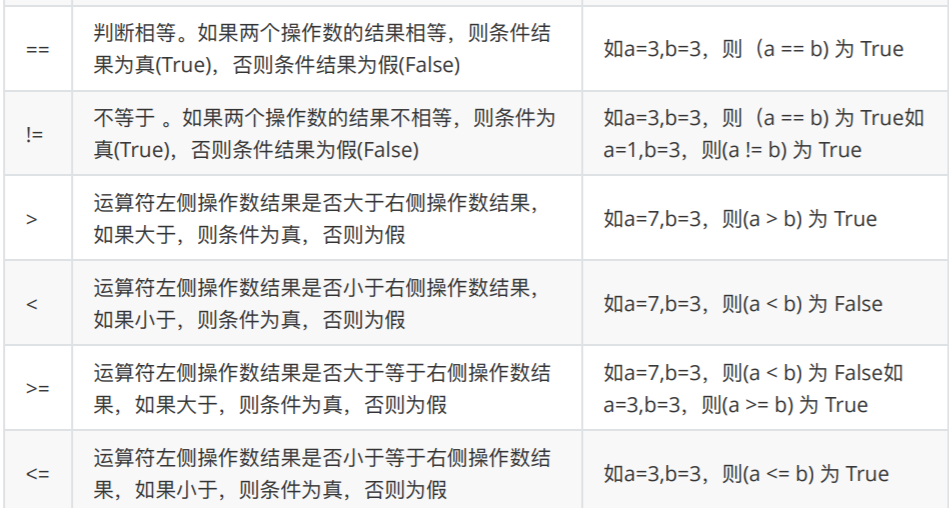 ==
判断相等。如果两个操作数的结果相等，则条件结
果为真(True)，否则条件结果为假(False)
如a=3,b=3，则（a == b) 为 True
!=
不等于 。如果两个操作数的结果不相等，则条件为
真(True)，否则条件结果为假(False)
如a=3,b=3，则（a == b) 为 True如
a=1,b=3，则(a != b) 为 True
>
运算符左侧操作数结果是否大于右侧操作数结果，
如果大于，则条件为真，否则为假
如a=7,b=3，则(a > b) 为 True
<
运算符左侧操作数结果是否小于右侧操作数结果，
如果小于，则条件为真，否则为假
如a=7,b=3，则(a < b) 为 False
>=
运算符左侧操作数结果是否大于等于右侧操作数结
果，如果大于，则条件为真，否则为假
如a=7,b=3，则(a < b) 为 False如
a=3,b=3，则(a >= b) 为 True
<=
运算符左侧操作数结果是否小于等于右侧操作数结
果，如果小于，则条件为真，否则为假
如a=3,b=3，则(a <= b) 为 True